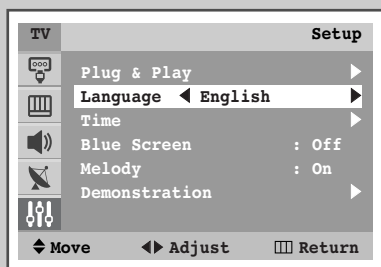 TV Setup
Plug & Play
Language ◀ English ▶
Time
Blue Screen : Off
Melody : On
Demonstration
Move Adjust Return